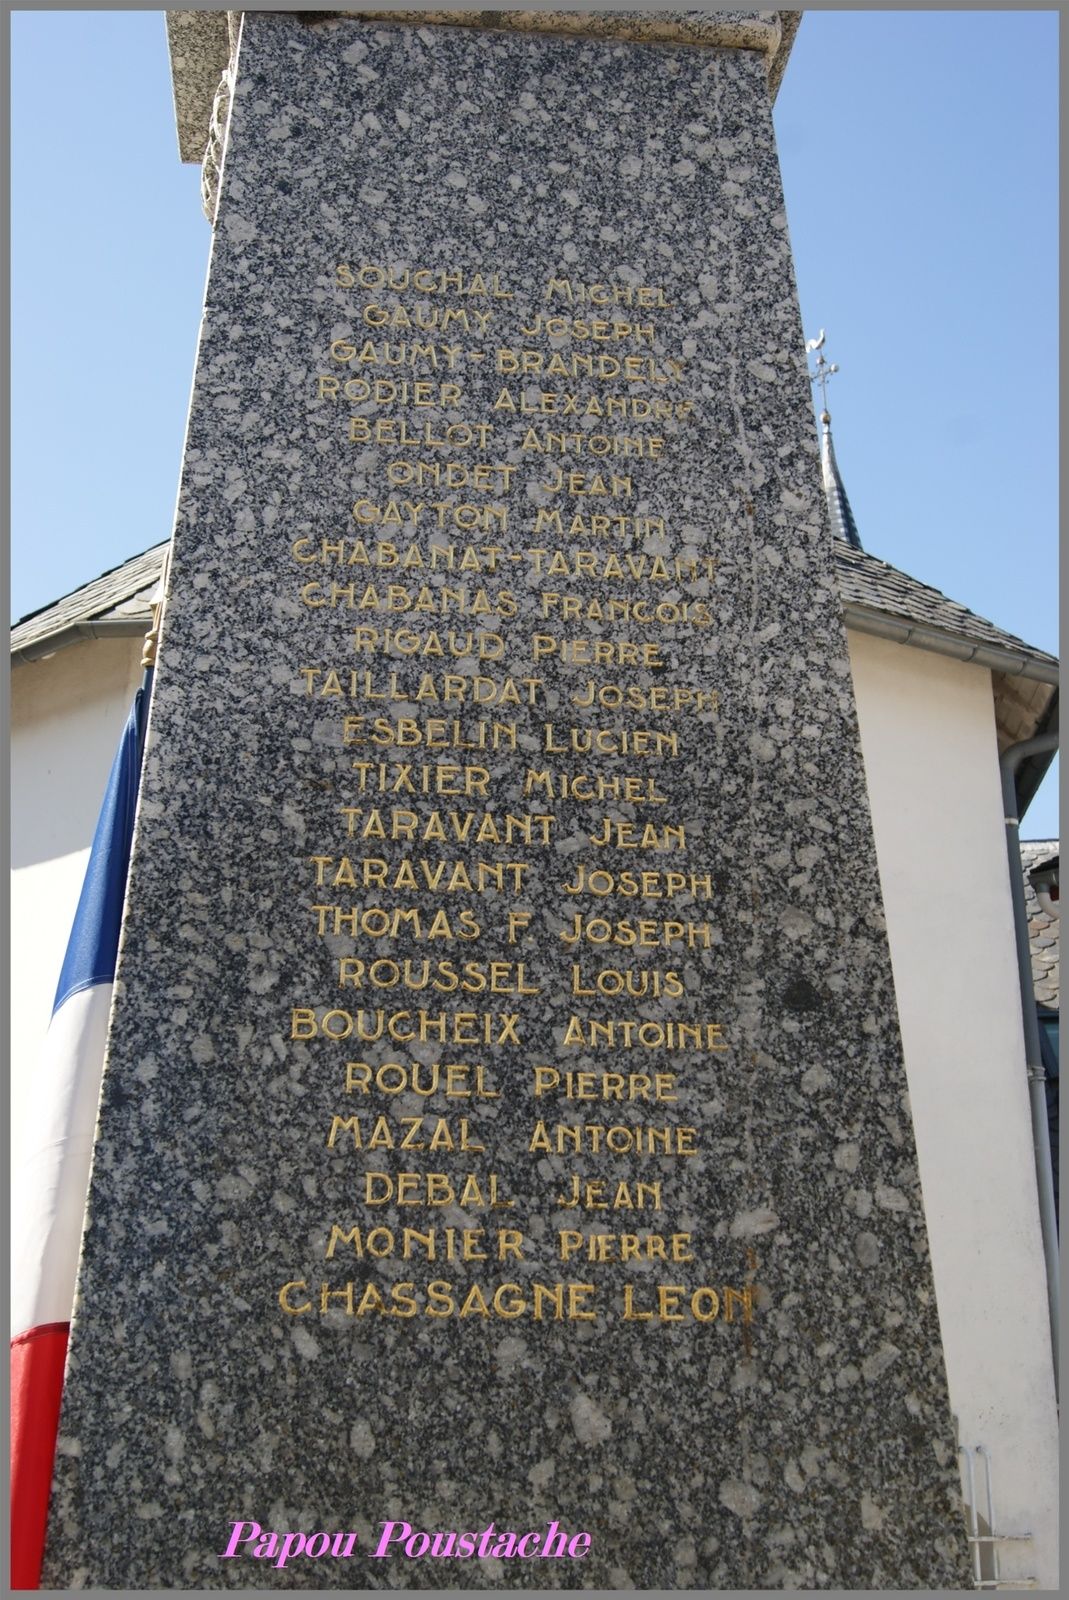 SOUCHAL MICHEL
GAUMY JOSEPH
GAUMY-BRANDELY
RODIER ALEXANDRE
BELLOT ANTOINE
ONDET JEAN
GAYTON MARTIN
CHABANAT-TARAVANT
CHABANAS FRANÇOIS
RIGAUD PIERRE
TAILLARDAT JOSEPH
ESBELIN LUCIEN
TIXIER MICHEL
TARAVANT JEAN
TARAVANT JOSEPH
THOMAS F. JOSEPH
ROUSSEL LOUIS
BOUCHEIX ANTOINE
ROUEL PIERRE
MAZAL ANTOINE
DEBAL JEAN
MONIER PIERRE
CHASSAGNE LEON
Papou Poustache